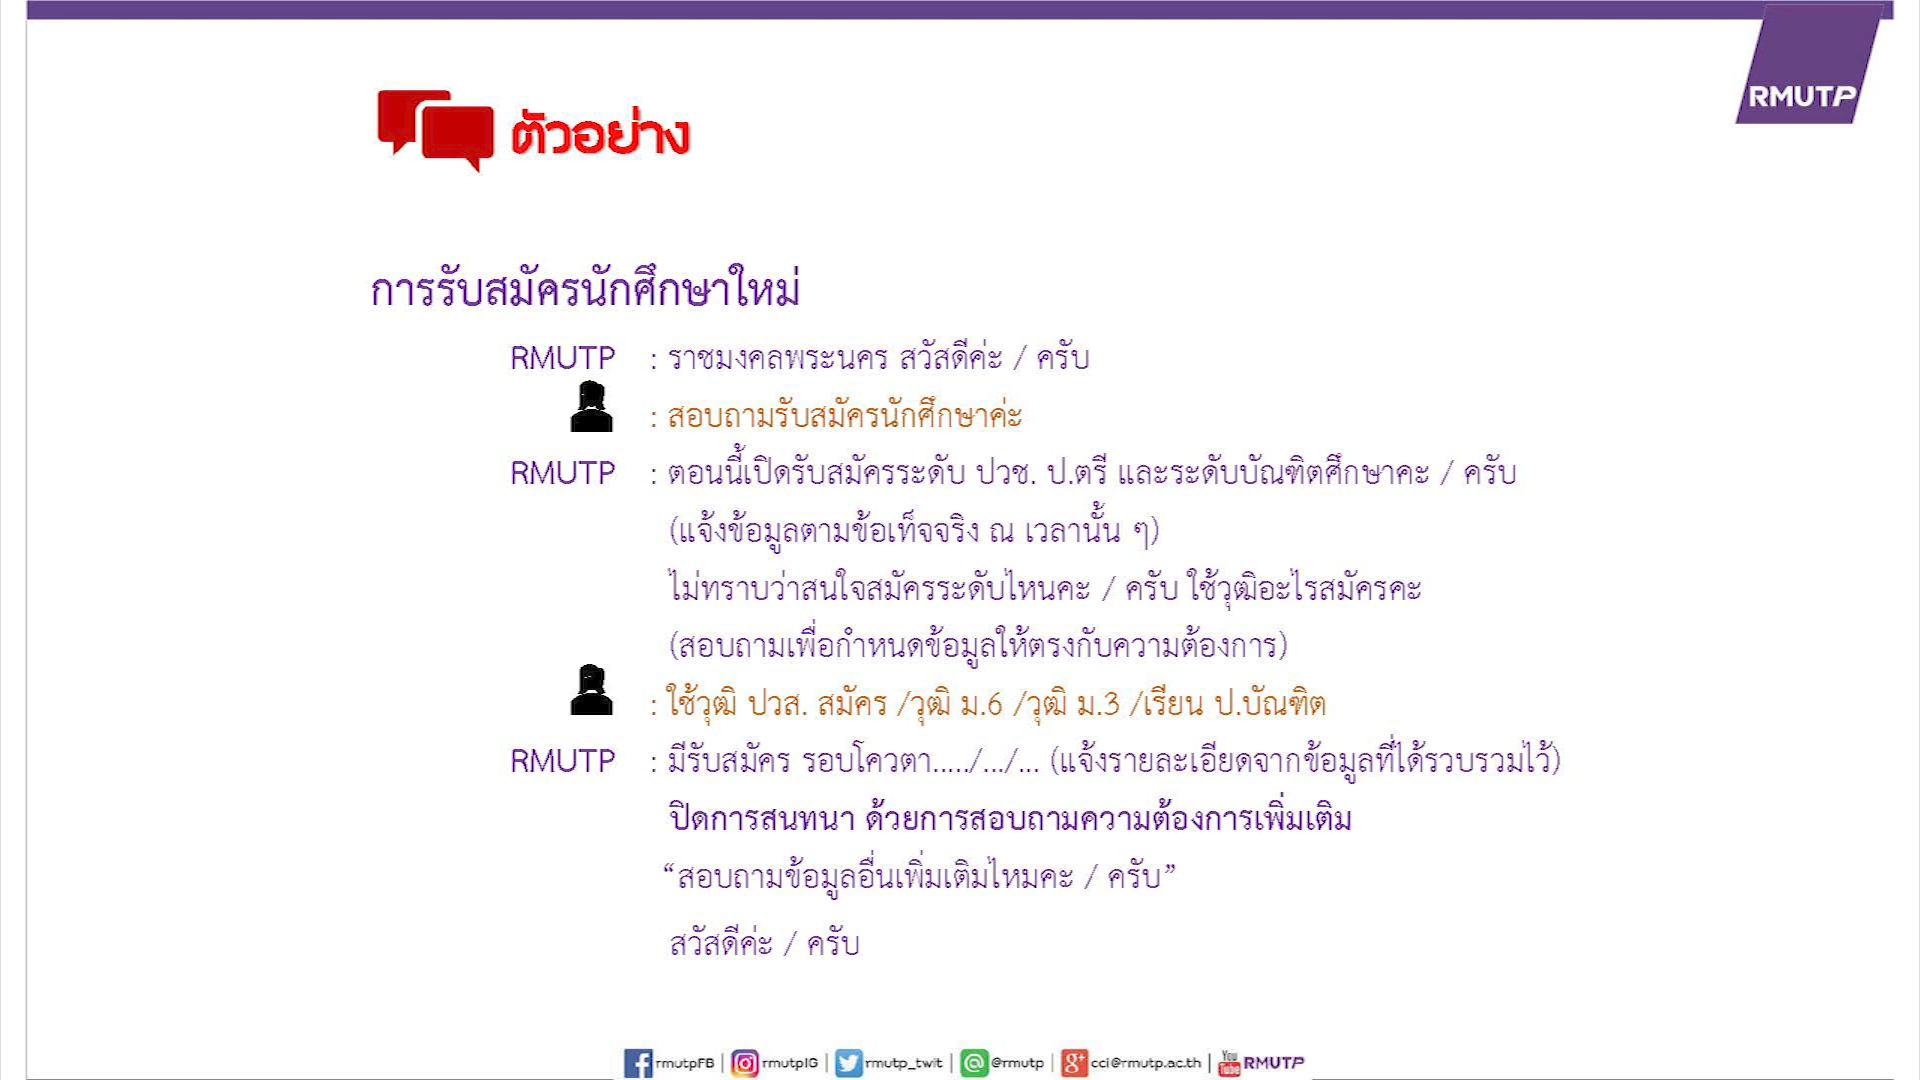 RMUTP
ตัวอย่าง
การรับสมัครนักศึกษาใหม่
RMUTP : ราชมงคลพระนคร สวัสดีค่ะ / ครับ
: สอบถามรับสมัครนักศึกษาค่ะ
RMUTP : ตอนนี้เปิดรับสมัครระดับ ปวช. ป.ตรี และระดับบัณฑิตศึกษาคะ / ครับ
(แจ้งข้อมูลตามข้อเท็จจริง ณ เวลานั้น ๆ)
ไม่ทราบว่าสนใจสมัครระดับไหนคะ / ครับ ใช้วุฒิอะไรสมัครคะ
(สอบถามเพื่อกำหนดข้อมูลให้ตรงกับความต้องการ)
: ใช้วุฒิ ปวส. สมัคร /วุฒิ ม.6 /วุฒิ ม.3 /เรียน ป.บัณฑิต
RMUTP : มีรับสมัคร รอบโควตา...../.../... (แจ้งรายละเอียดจากข้อมูลที่ได้รวบรวมไว้)
ปิดการสนทนา ด้วยการสอบถามความต้องการเพิ่มเติม
“สอบถามข้อมูลอื่นเพิ่มเติมไหมคะ / ครับ”
สวัสดีค่ะ / ครับ
rmutpFB | rmutpIG | rmutp_twit | @rmutp | cci@rmutp.ac.th | You Tube RMUTP